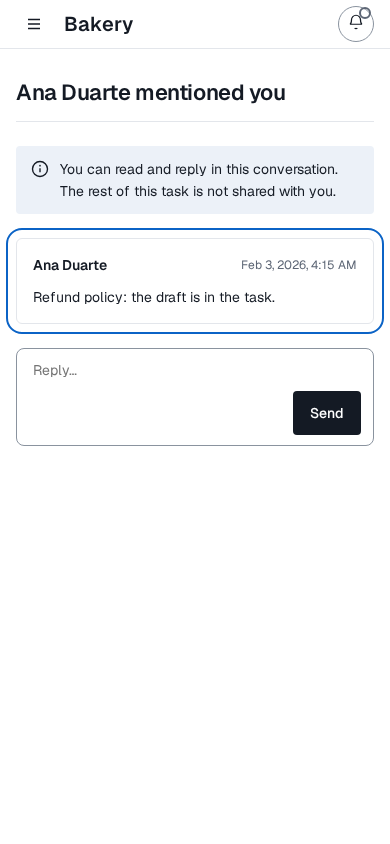 Bakery
Ana Duarte mentioned you
You can read and reply in this conversation.
The rest of this task is not shared with you.
Ana Duarte
Feb 3, 2026, 4:15 AM
Refund policy: the draft is in the task.
Reply...
Send